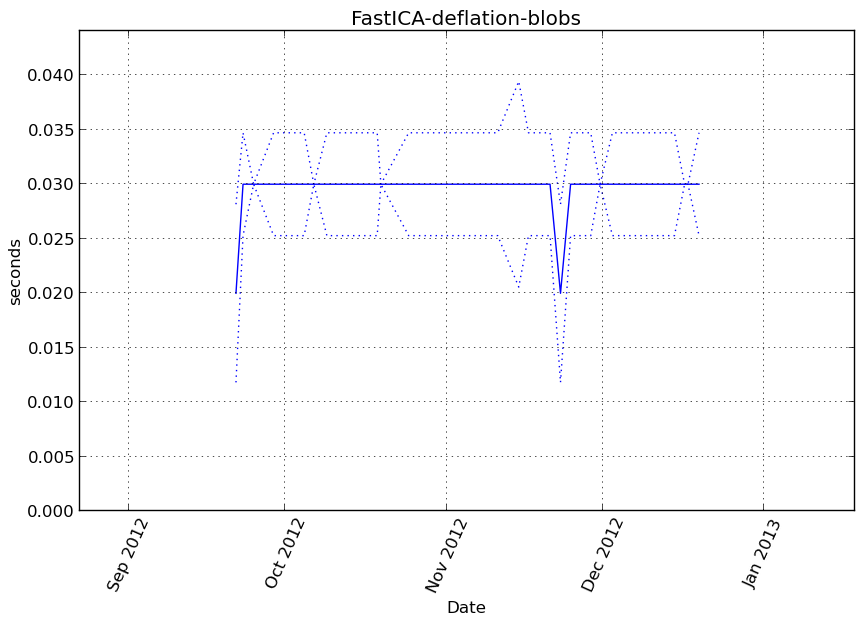 FastICA-deflation-blobs
0.040
0.035
0.030
0.025
0.020
0.015
0.010
0.005
0.000
seconds
Sep 2012
Oct 2012
Nov 2012
Dec 2012
Jan 2013
Date